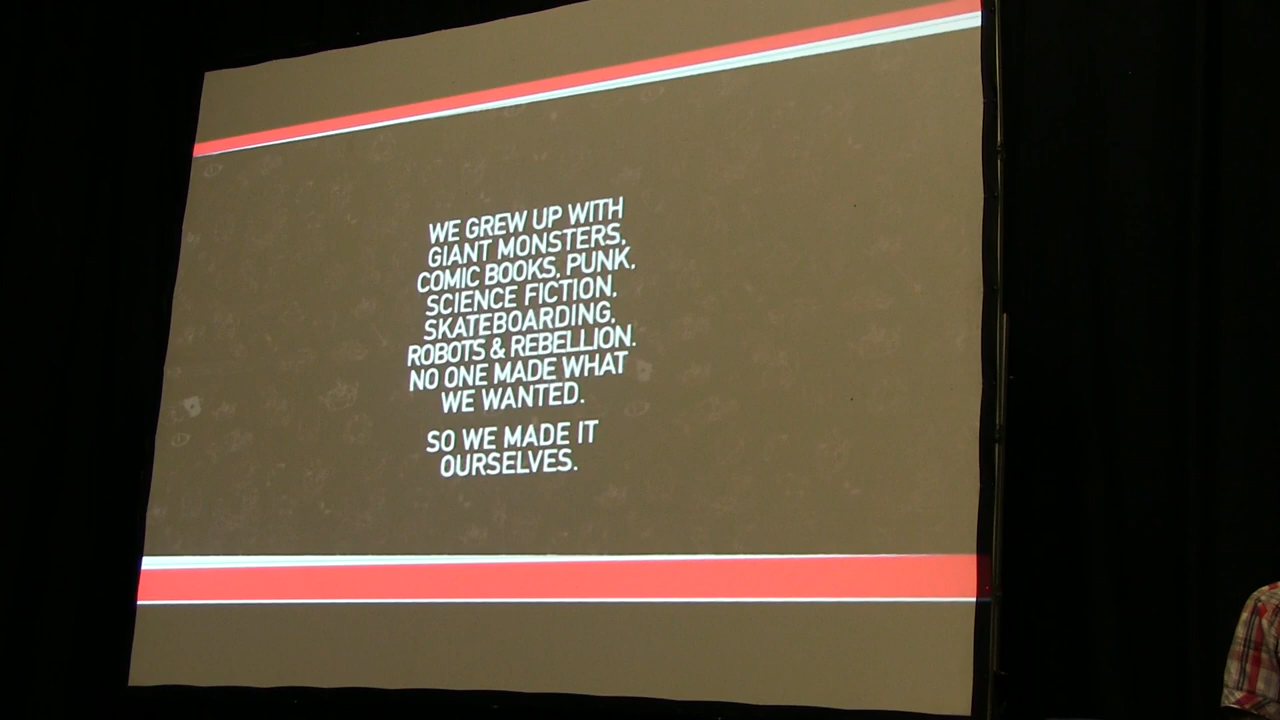 WE GREW UP WITH
GIANT MONSTERS,
COMIC BOOKS, PUNK,
SCIENCE FICTION,
SKATEBOARDING,
ROBOTS & REBELLION.
NO ONE MADE WHAT
WE WANTED.
SO WE MADE IT
OURSELVES.